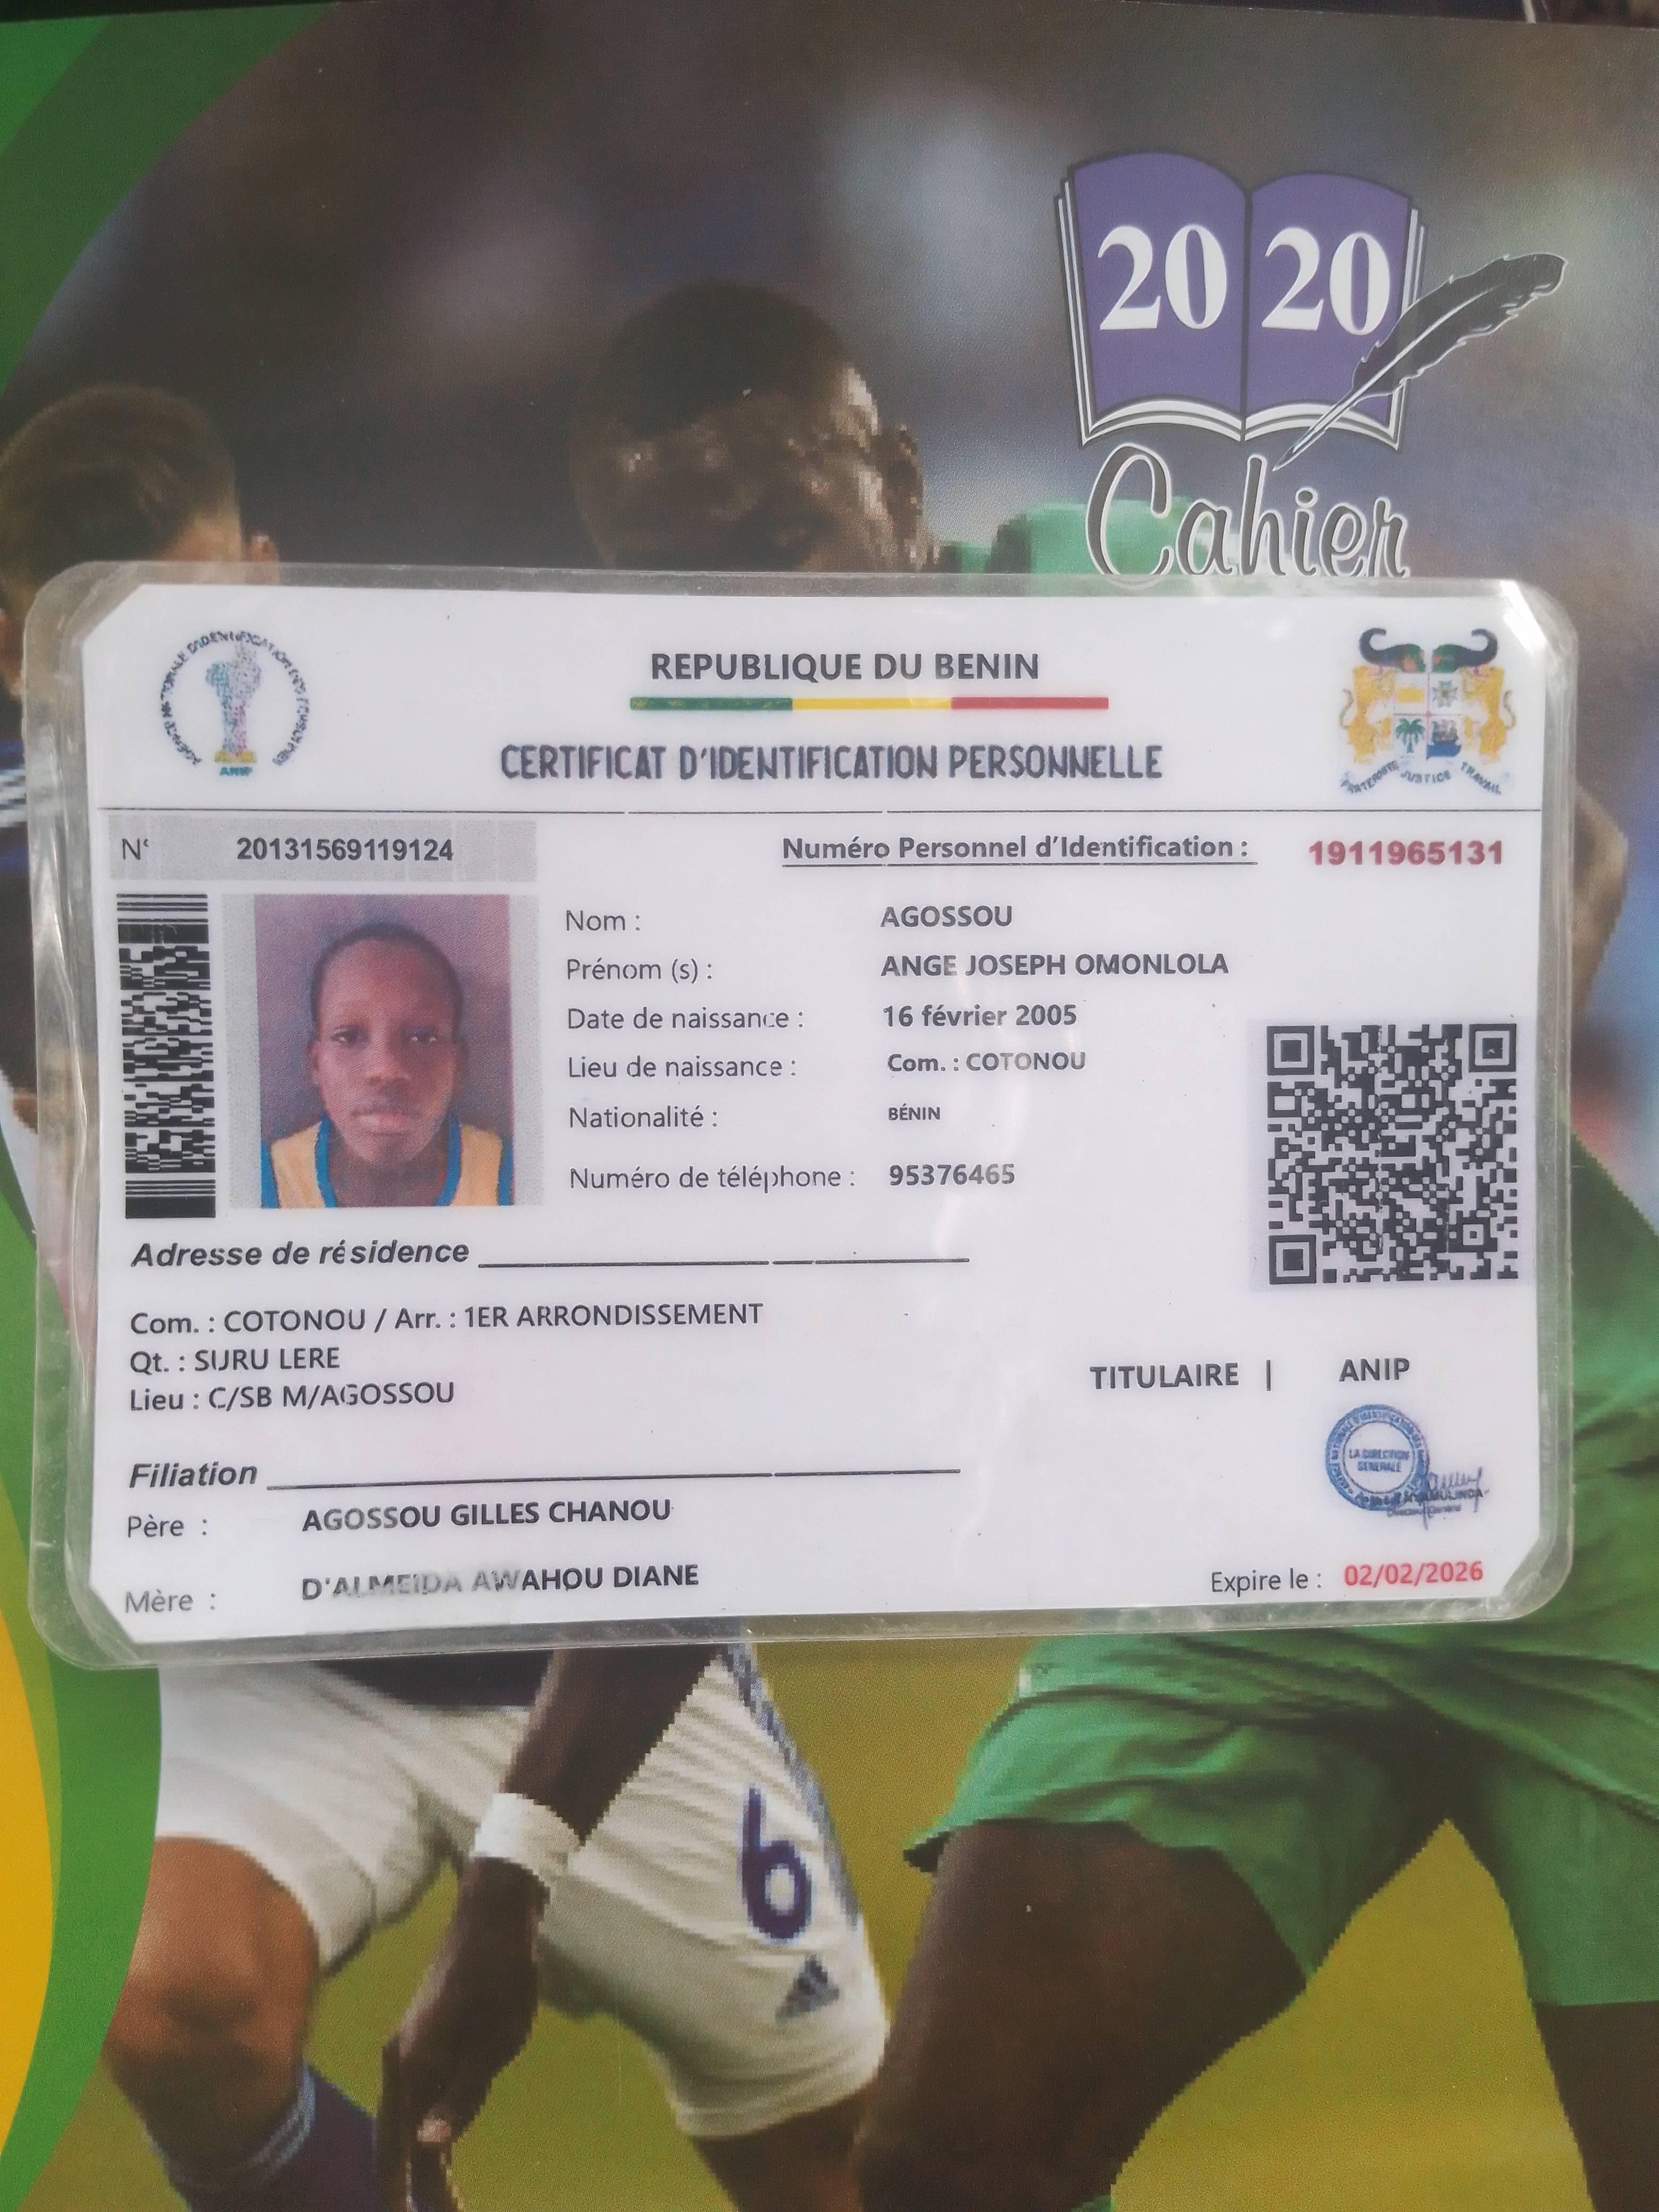 20 20
Cahier
REPUBLIQUE DU BENIN
CERTIFICAT D'IDENTIFICATION PERSONNELLE
ANIP
FRATERNITE JUSTICE TRAVAIL
N° 20131569119124
Numéro Personnel d'Identification : 1911965131
Nom : AGOSSOU
Prénom (s) : ANGE JOSEPH OMONLOLA
Date de naissance : 16 février 2005
Lieu de naissance : Com. : COTONOU
Nationalité : BÉNIN
Numéro de téléphone : 95376465
Adresse de résidence
Com. : COTONOU / Arr. : 1ER ARRONDISSEMENT
Qt. : SURU LERE
Lieu : C/SB M/AGOSSOU
TITULAIRE | ANIP
LA DIRECTION
GENERALE
Filiation
Père : AGOSSOU GILLES CHANOU
Mère : D'ALMEIDA AWAHOU DIANE
Expire le : 02/02/2026
6